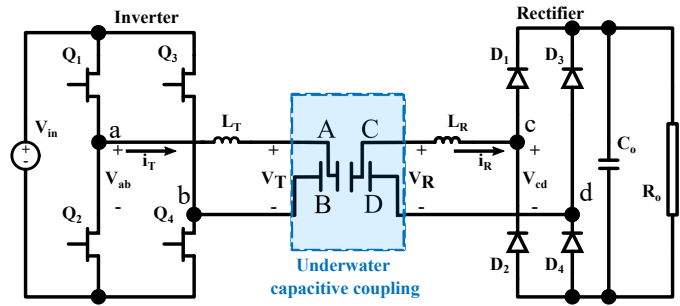 Inverter
Rectifier
Q1
Q3
D1
D3
Vin
+
-
a
LT
A
C
LR
c
+
iT
+
+
iR
+
Co
Vab
b
VT
B
D
VR
Vcd
d
Ro
-
-
-
-
Q2
Q4
D2
D4
Underwater
capacitive coupling